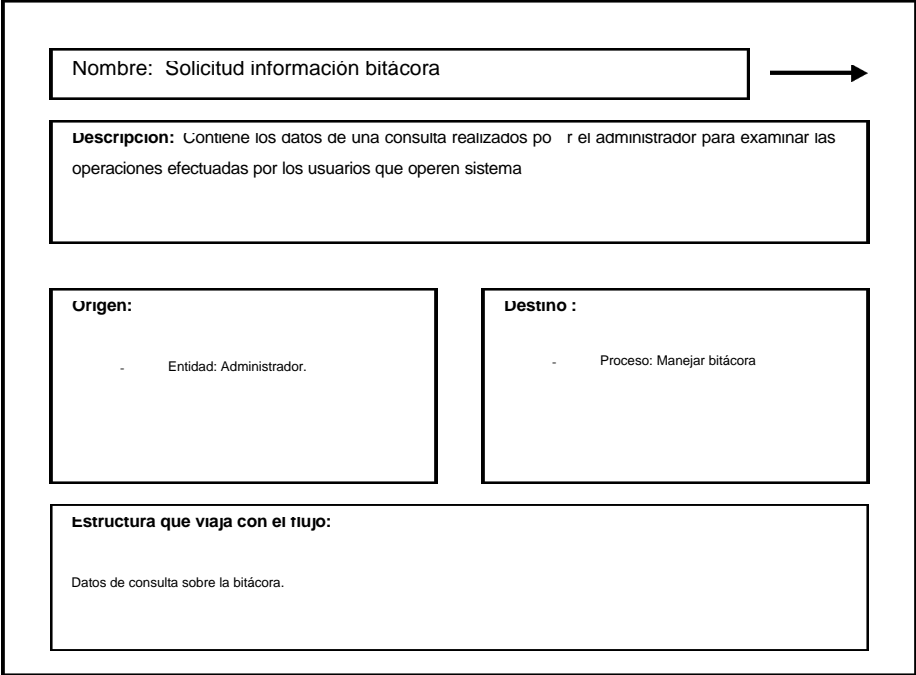 Nombre: Solicitud información bitácora
Descripción: Contiene los datos de una consulta realizados po r el administrador para examinar las
operaciones efectuadas por los usuarios que operen sistema
Origen:
- Entidad: Administrador.
Destino :
- Proceso: Manejar bitácora
Estructura que viaja con el flujo:
Datos de consulta sobre la bitácora.